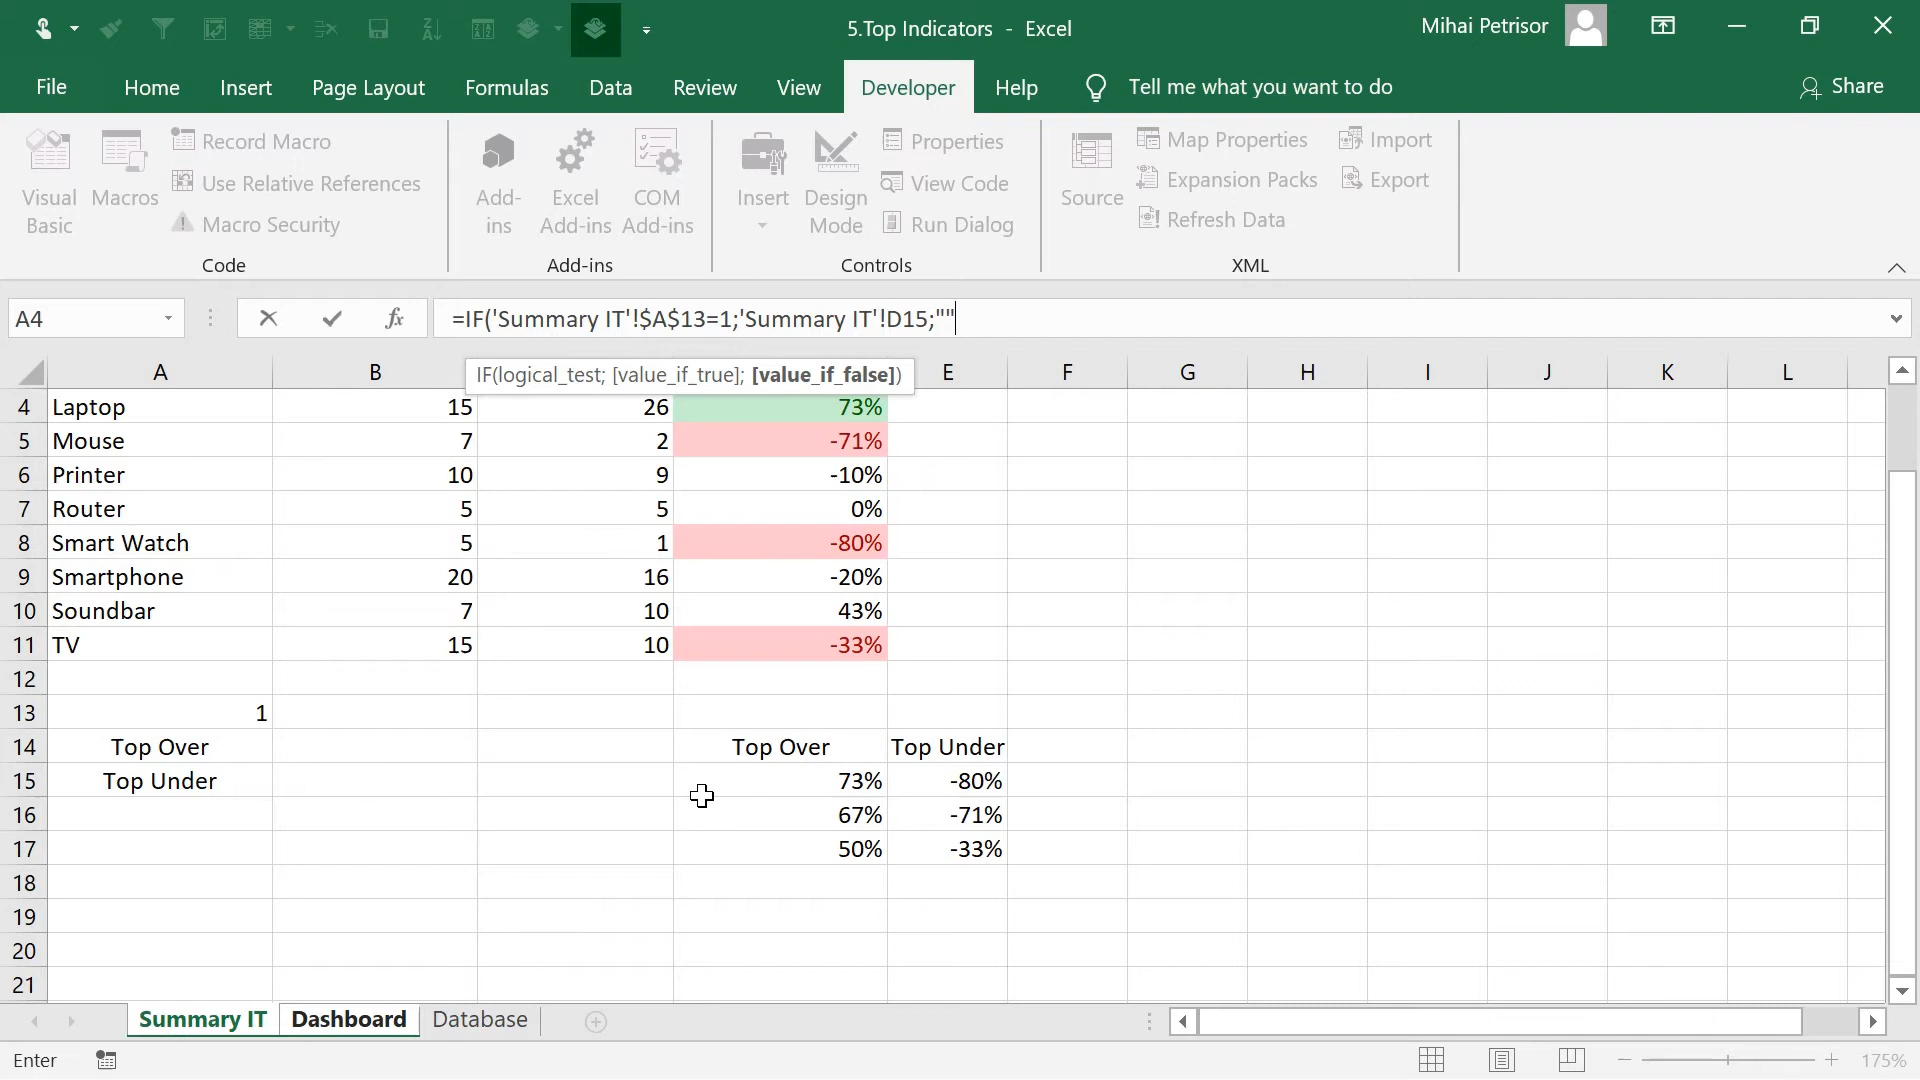 5.Top Indicators - Excel
Mihai Petrisor
File Home Insert Page Layout Formulas Data Review View Developer Help Tell me what you want to do Share
Visual Basic
Macros
Record Macro
Use Relative References
Macro Security
Code
Add-ins
Excel Add-ins
COM Add-ins
Add-ins
Insert
Design Mode
Properties
View Code
Run Dialog
Controls
Source
Map Properties
Expansion Packs
Refresh Data
Import
Export
XML
A4 fx =IF('Summary IT'!$A$13=1;'Summary IT'!D15;""
IF(logical_test; [value_if_true]; [value_if_false])
A B E F G H I J K L
4 Laptop 15 26 73%
5 Mouse 7 2 -71%
6 Printer 10 9 -10%
7 Router 5 5 0%
8 Smart Watch 5 1 -80%
9 Smartphone 20 16 -20%
10 Soundbar 7 10 43%
11 TV 15 10 -33%
12
13 1
14 Top Over Top Over Top Under
15 Top Under 73% -80%
16 67% -71%
17 50% -33%
18
19
20
21
Summary IT Dashboard Database
Enter 175%